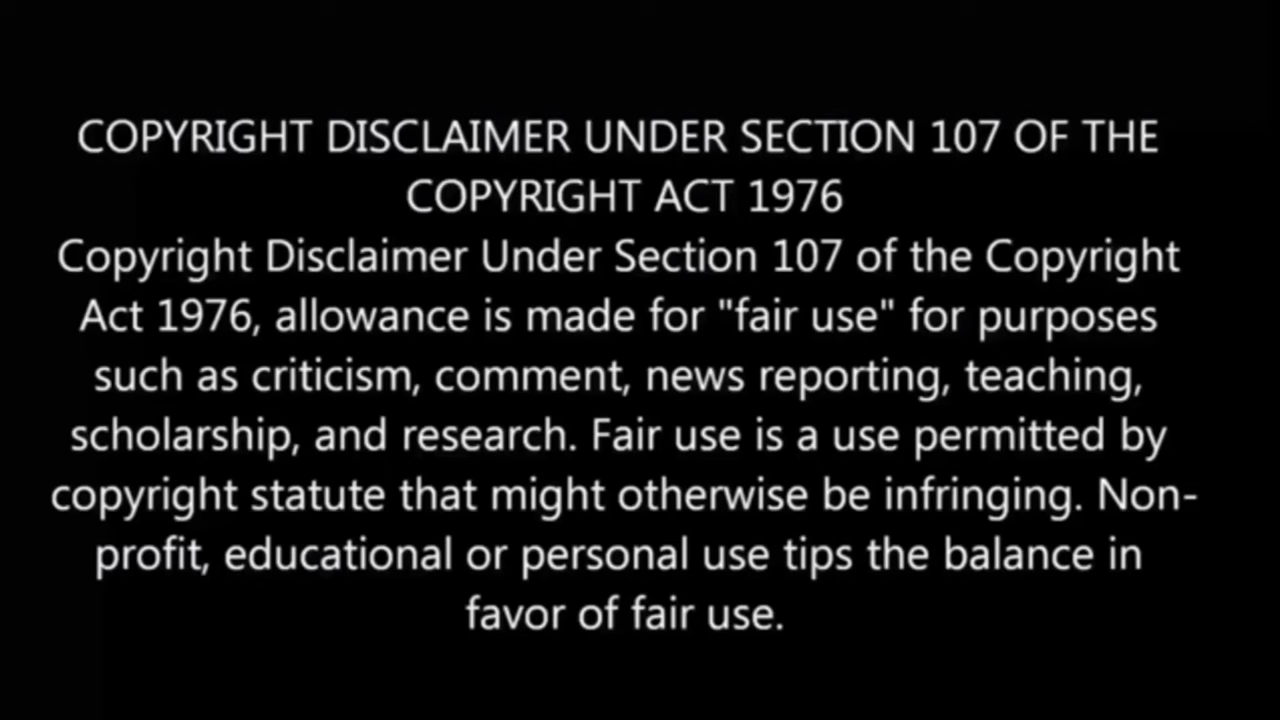 COPYRIGHT DISCLAIMER UNDER SECTION 107 OF THE
COPYRIGHT ACT 1976
Copyright Disclaimer Under Section 107 of the Copyright
Act 1976, allowance is made for "fair use" for purposes
such as criticism, comment, news reporting, teaching,
scholarship, and research. Fair use is a use permitted by
copyright statute that might otherwise be infringing. Non-
profit, educational or personal use tips the balance in
favor of fair use.